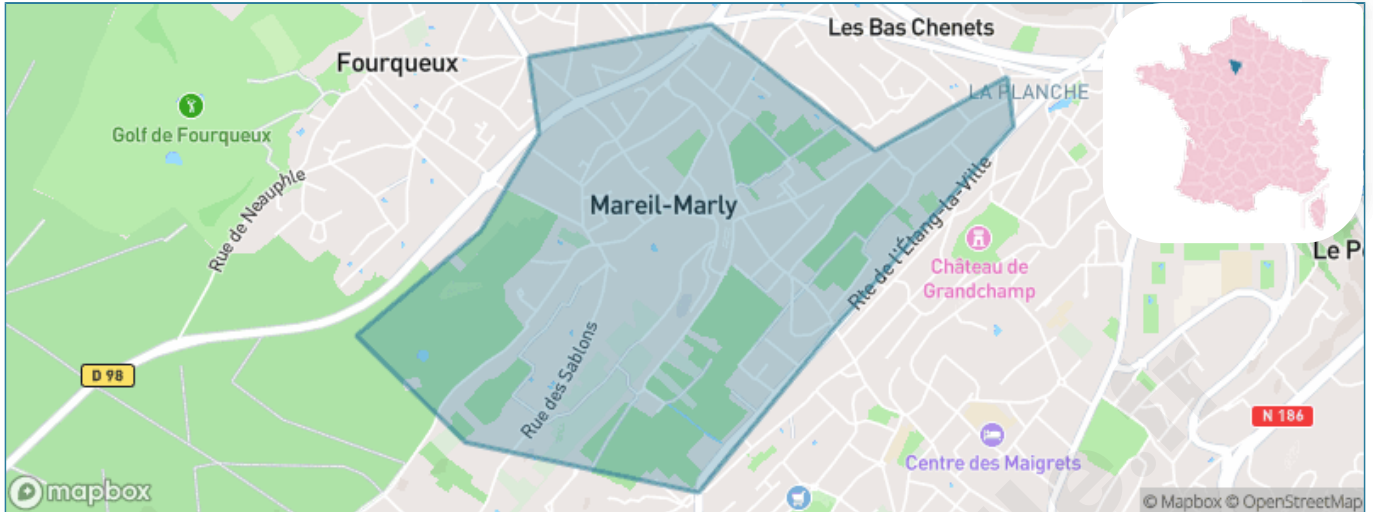 Les Bas Chenets
Fourqueux
LA PLANCHE
Golf de Fourqueux
Rue de Neauphle
Mareil-Marly
Rte de l'Étang-la-Ville
Château de
Grandchamp
Rue des Sablons
D 98
N 186
Centre des Maigrets
mapbox
© Mapbox © OpenStreetMap